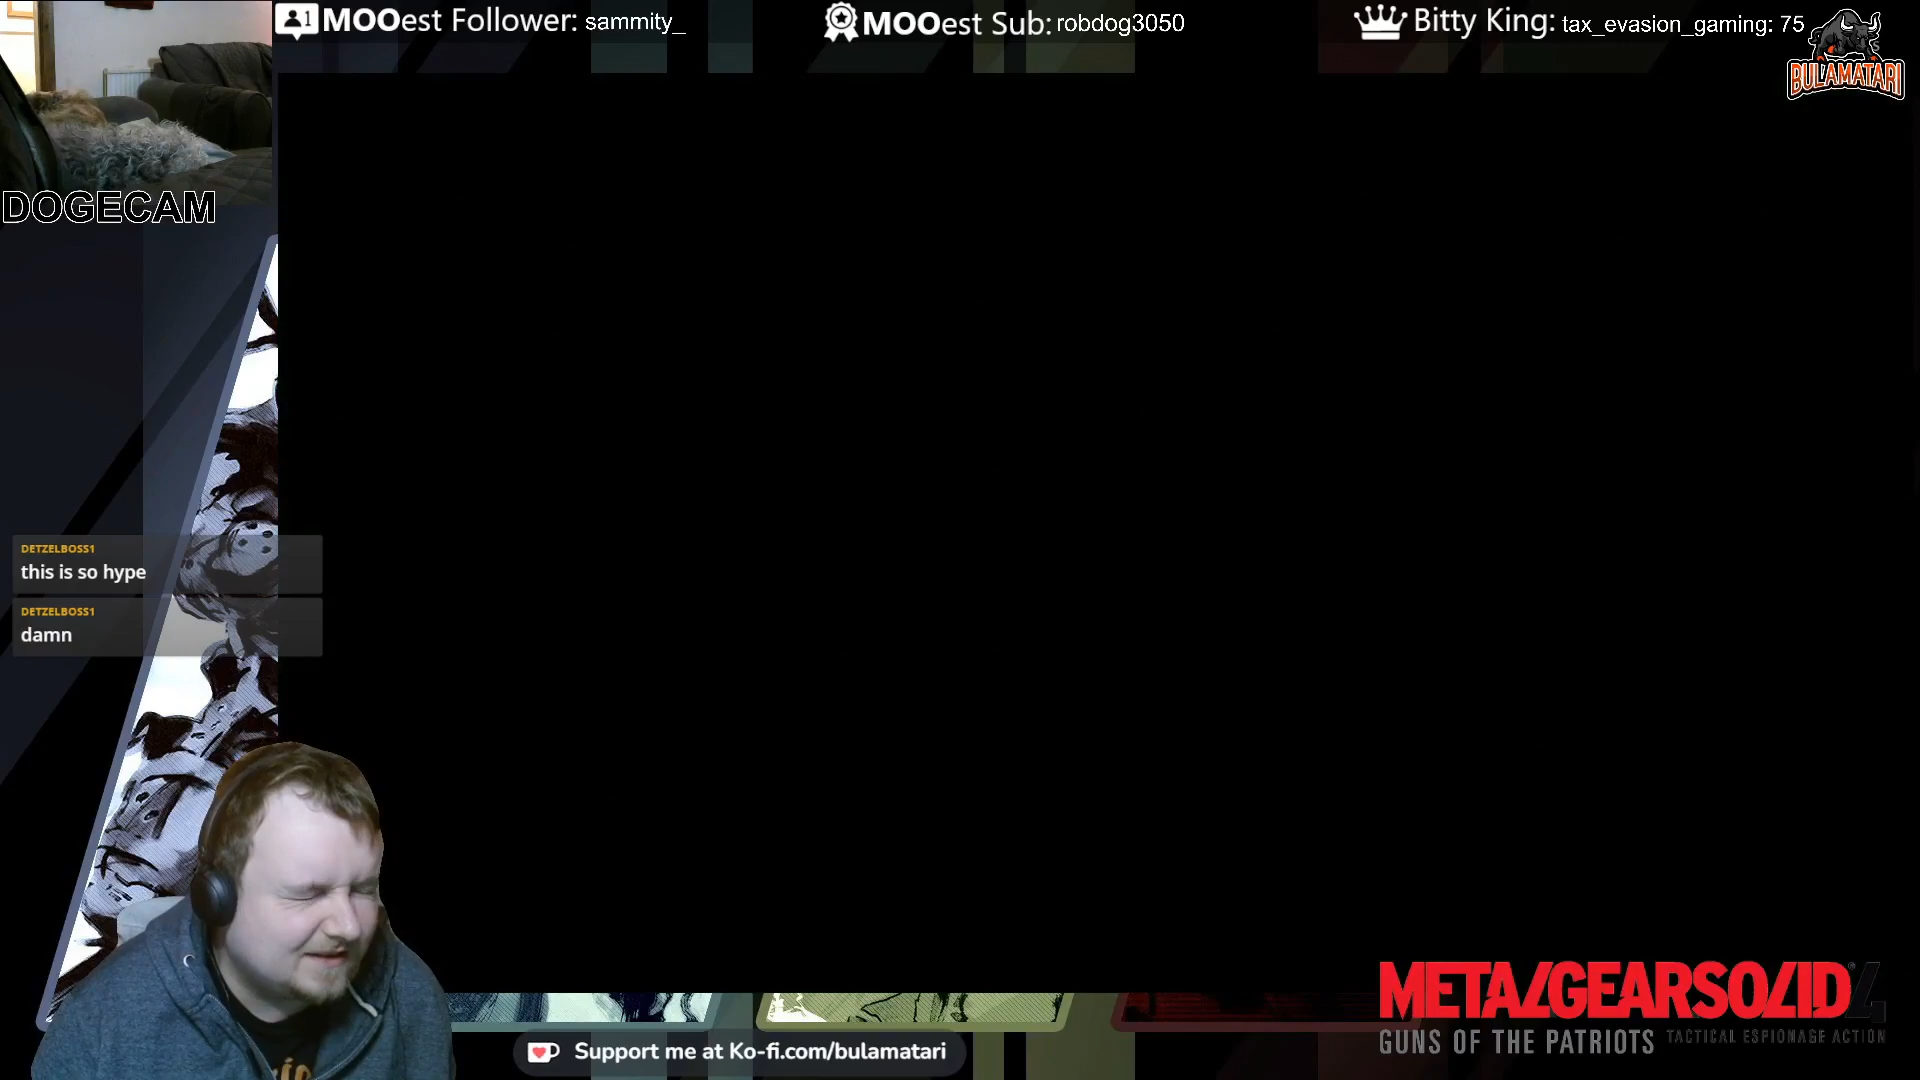 MOOest Follower: sammity_
MOOest Sub: robdog3050
Bitty King: tax_evasion_gaming: 75
BULAMATARI
DOGECAM
DETZELBOSS1
this is so hype
DETZELBOSS1
damn
METAL GEAR SOLID 4
GUNS OF THE PATRIOTS TACTICAL ESPIONAGE ACTION
Support me at Ko-fi.com/bulamatari